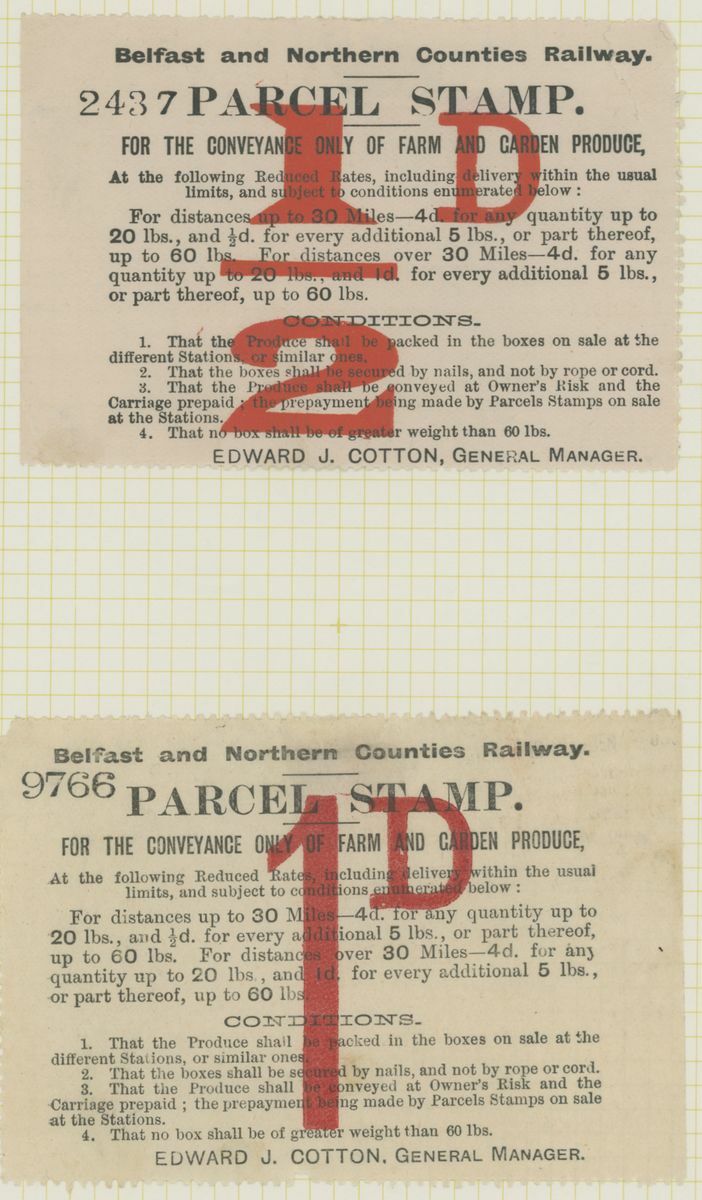 Belfast and Northern Counties Railway.
2437 PARCEL STAMP.
1/2 D
FOR THE CONVEYANCE ONLY OF FARM AND GARDEN PRODUCE,
At the following Reduced Rates, including delivery within the usual
limits, and subject to conditions enumerated below :
For distances up to 30 Miles—4d. for any quantity up to
20 lbs., and ½d. for every additional 5 lbs., or part thereof,
up to 60 lbs. For distances over 30 Miles—4d. for any
quantity up to 20 lbs., and 1d. for every additional 5 lbs.,
or part thereof, up to 60 lbs.
CONDITIONS.
1. That the Produce shall be packed in the boxes on sale at the
different Stations, or similar ones.
2. That the boxes shall be secured by nails, and not by rope or cord.
3. That the Produce shall be conveyed at Owner's Risk and the
Carriage prepaid ; the prepayment being made by Parcels Stamps on sale
at the Stations.
4. That no box shall be of greater weight than 60 lbs.
EDWARD J. COTTON, GENERAL MANAGER.
Belfast and Northern Counties Railway.
9766 PARCEL STAMP.
1D
FOR THE CONVEYANCE ONLY OF FARM AND GARDEN PRODUCE,
At the following Reduced Rates, including delivery within the usual
limits, and subject to conditions enumerated below :
For distances up to 30 Miles—4d. for any quantity up to
20 lbs., and ½d. for every additional 5 lbs., or part thereof,
up to 60 lbs. For distances over 30 Miles—4d. for any
quantity up to 20 lbs., and 1d. for every additional 5 lbs.,
or part thereof, up to 60 lbs.
CONDITIONS.
1. That the Produce shall be packed in the boxes on sale at the
different Stations, or similar ones.
2. That the boxes shall be secured by nails, and not by rope or cord.
3. That the Produce shall be conveyed at Owner's Risk and the
Carriage prepaid ; the prepayment being made by Parcels Stamps on sale
at the Stations.
4. That no box shall be of greater weight than 60 lbs.
EDWARD J. COTTON. GENERAL MANAGER.